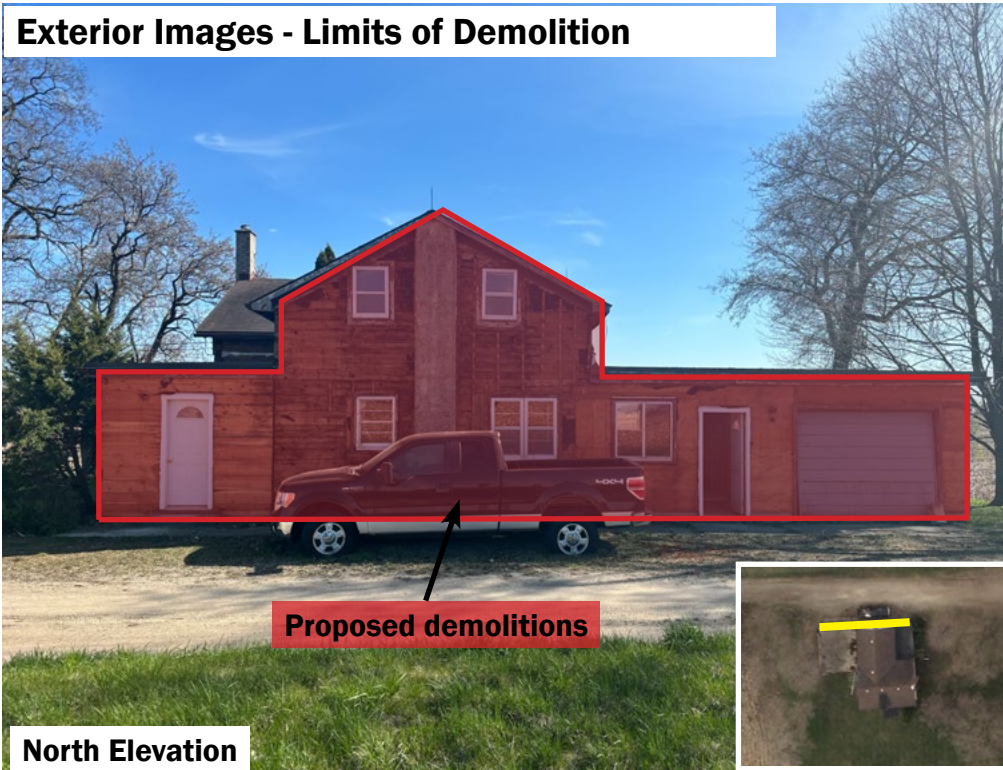 Exterior Images - Limits of Demolition
4X4
Proposed demolitions
North Elevation